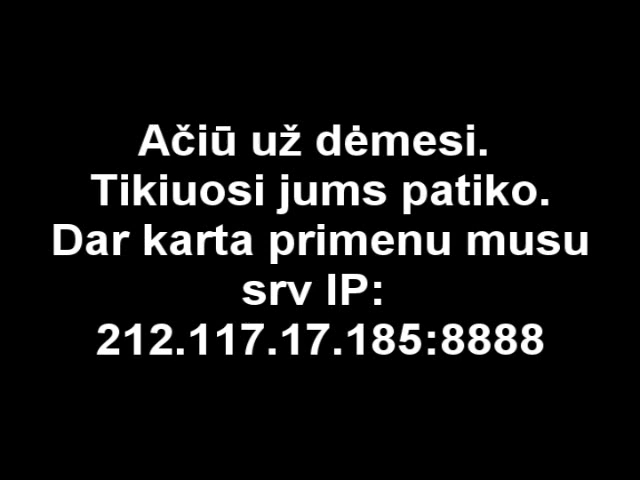 Ačiū už dėmesi.
Tikiuosi jums patiko.
Dar karta primenu musu
srv IP:
212.117.17.185:8888